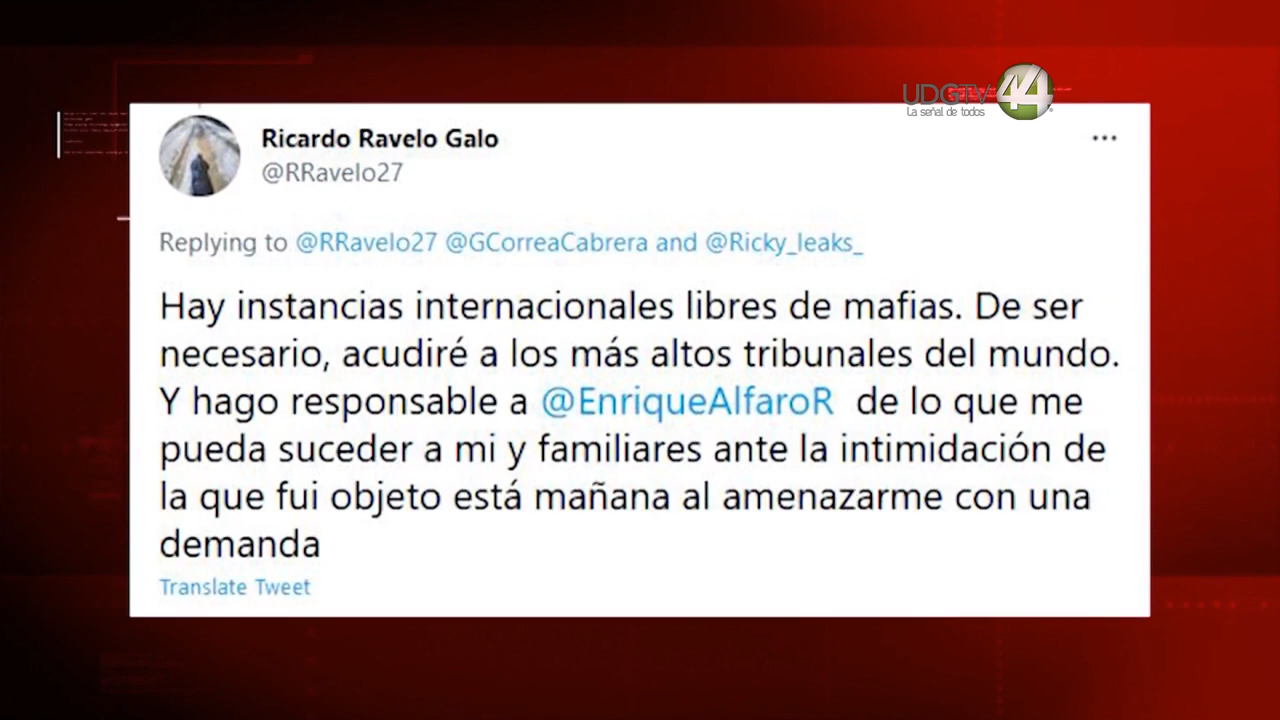 UDGTV 44
La señal de todos
Ricardo Ravelo Galo
@RRavelo27
Replying to @RRavelo27 @GCorreaCabrera and @Ricky_leaks_
Hay instancias internacionales libres de mafias. De ser
necesario, acudiré a los más altos tribunales del mundo.
Y hago responsable a @EnriqueAlfaroR de lo que me
pueda suceder a mi y familiares ante la intimidación de
la que fui objeto está mañana al amenazarme con una
demanda
Translate Tweet